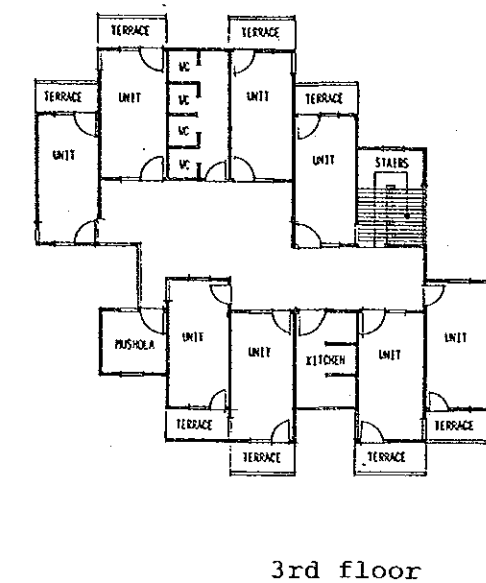 TERRACE
TERRACE
WC
TERRACE
UNIT
WC
UNIT
TERRACE
WC
UNIT
UNIT
STAIRS
WC
MUSHOLA
UNIT
UNIT
KITCHEN
UNIT
UNIT
TERRACE
TERRACE
TERRACE
TERRACE
3rd floor